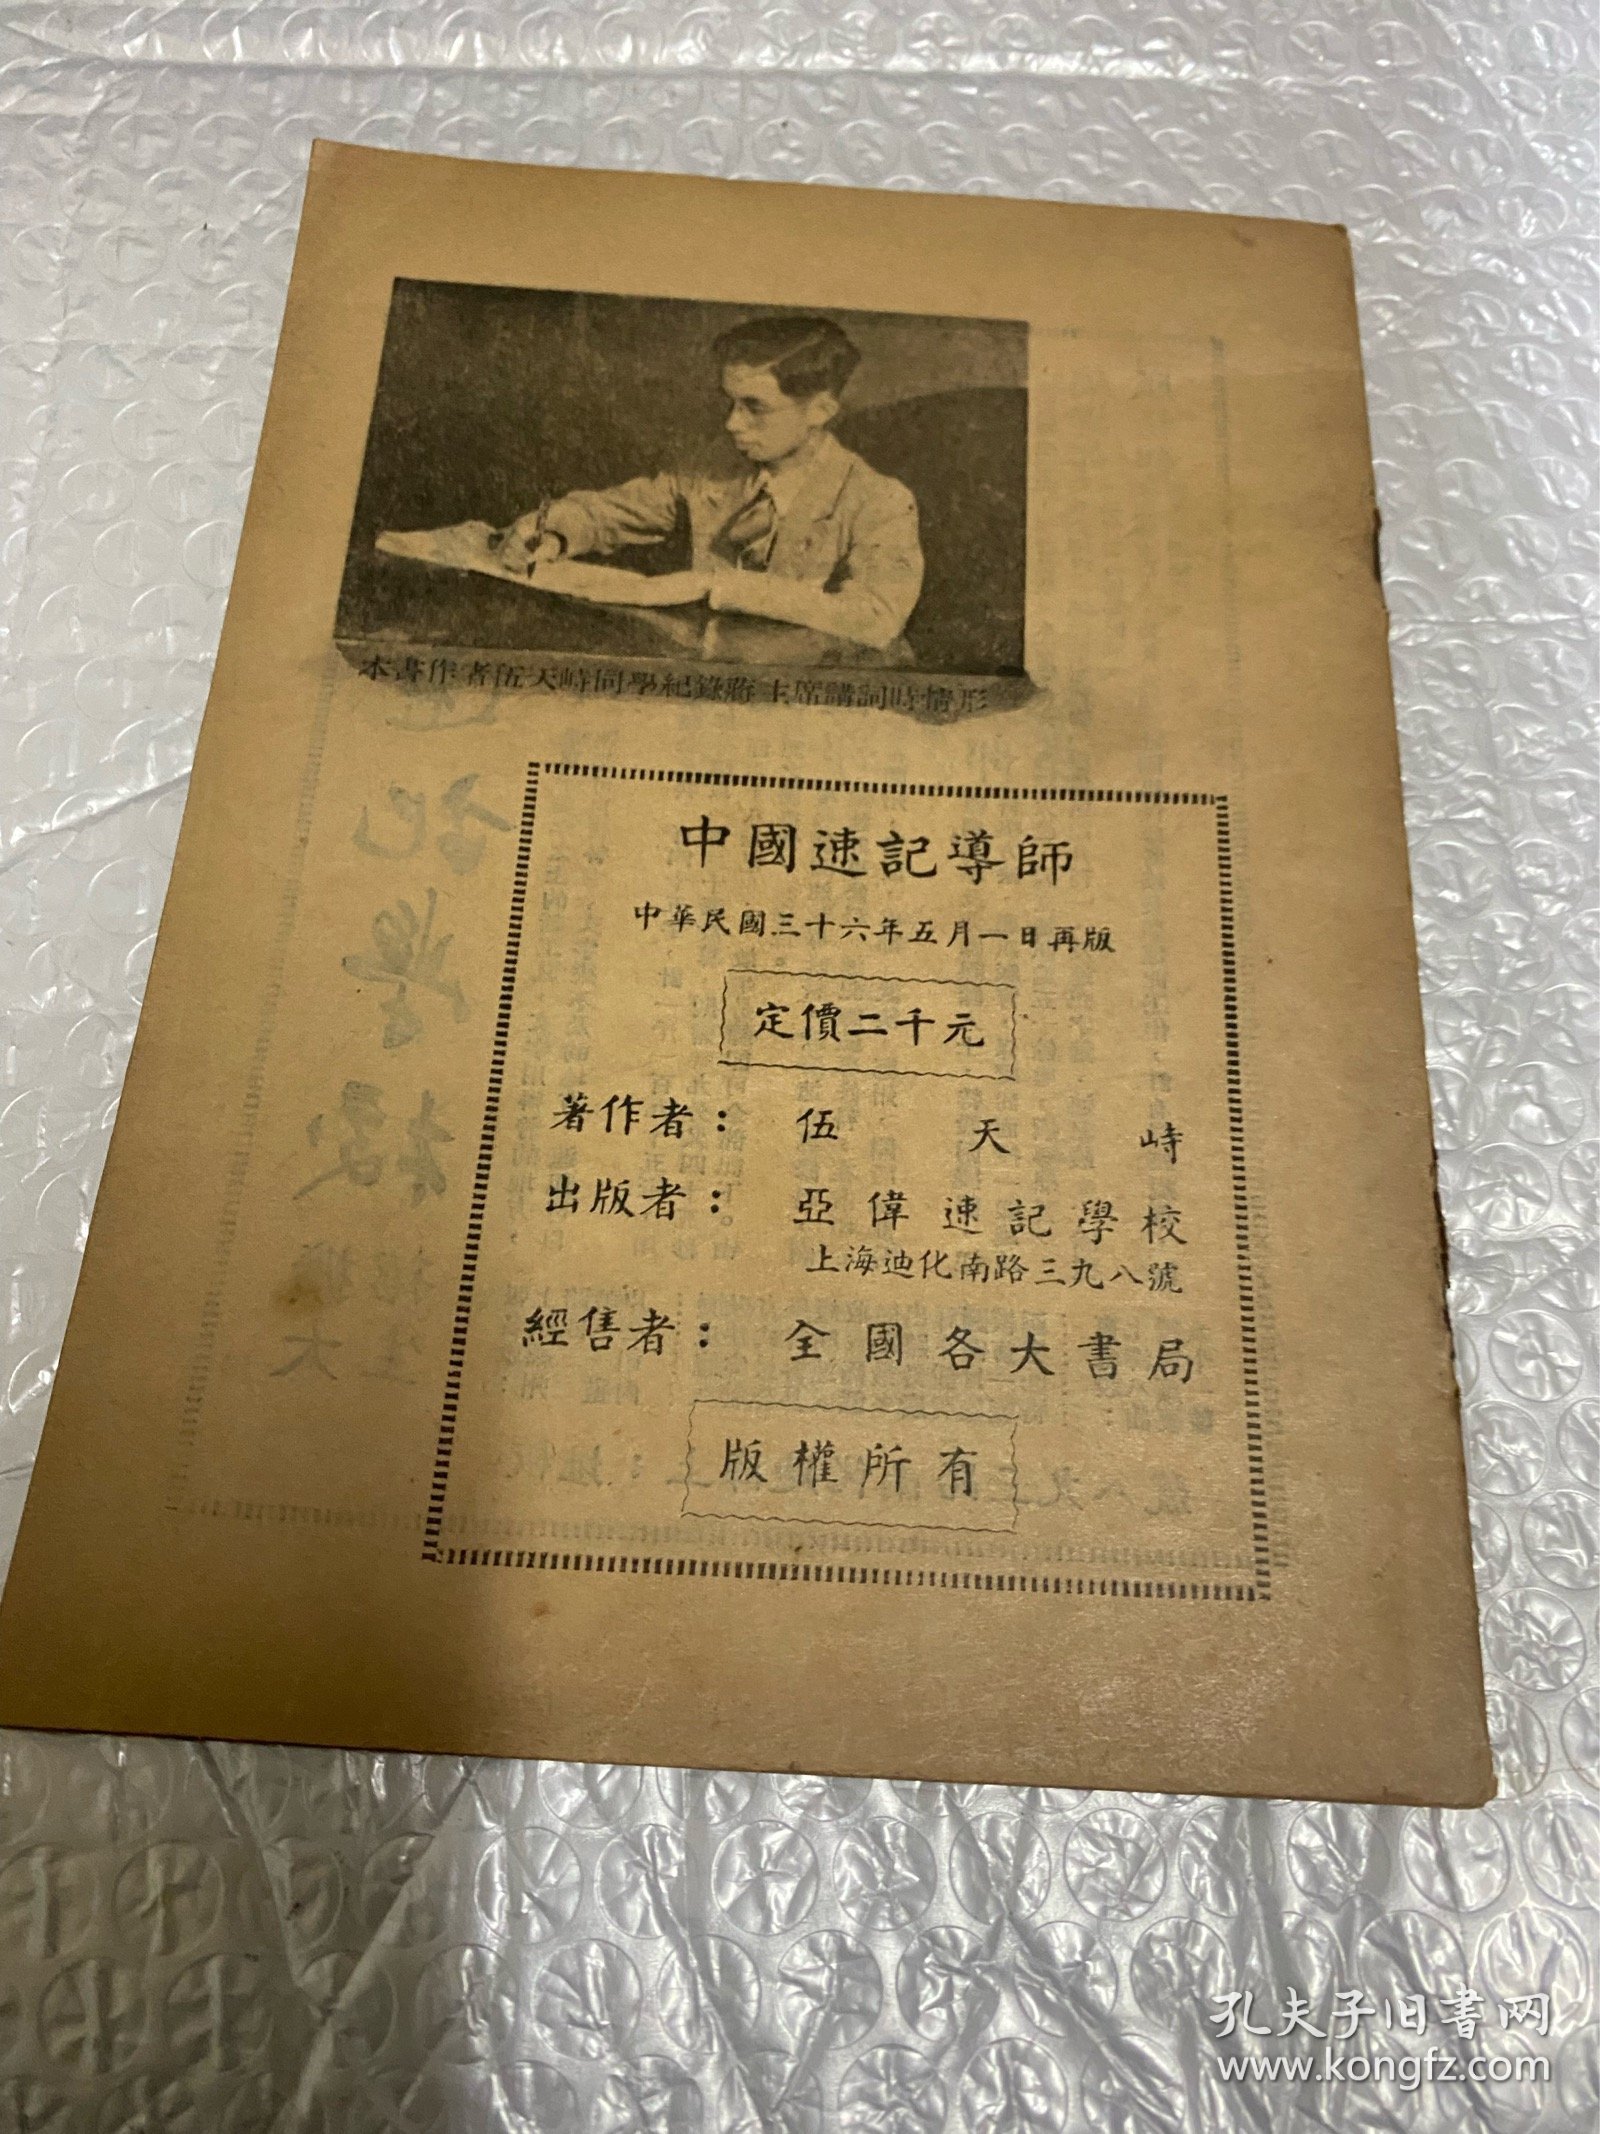 本書作者伍天峙同學紀錄蔣主席講詞時情形
中國速記導師
中華民國三十六年五月一日再版
定價二千元
著作者：伍天峙
出版者：亞偉速記學校
上海迪化南路三九八號
經售者：全國各大書局
版權所有
孔夫子旧书网
www.kongfz.com